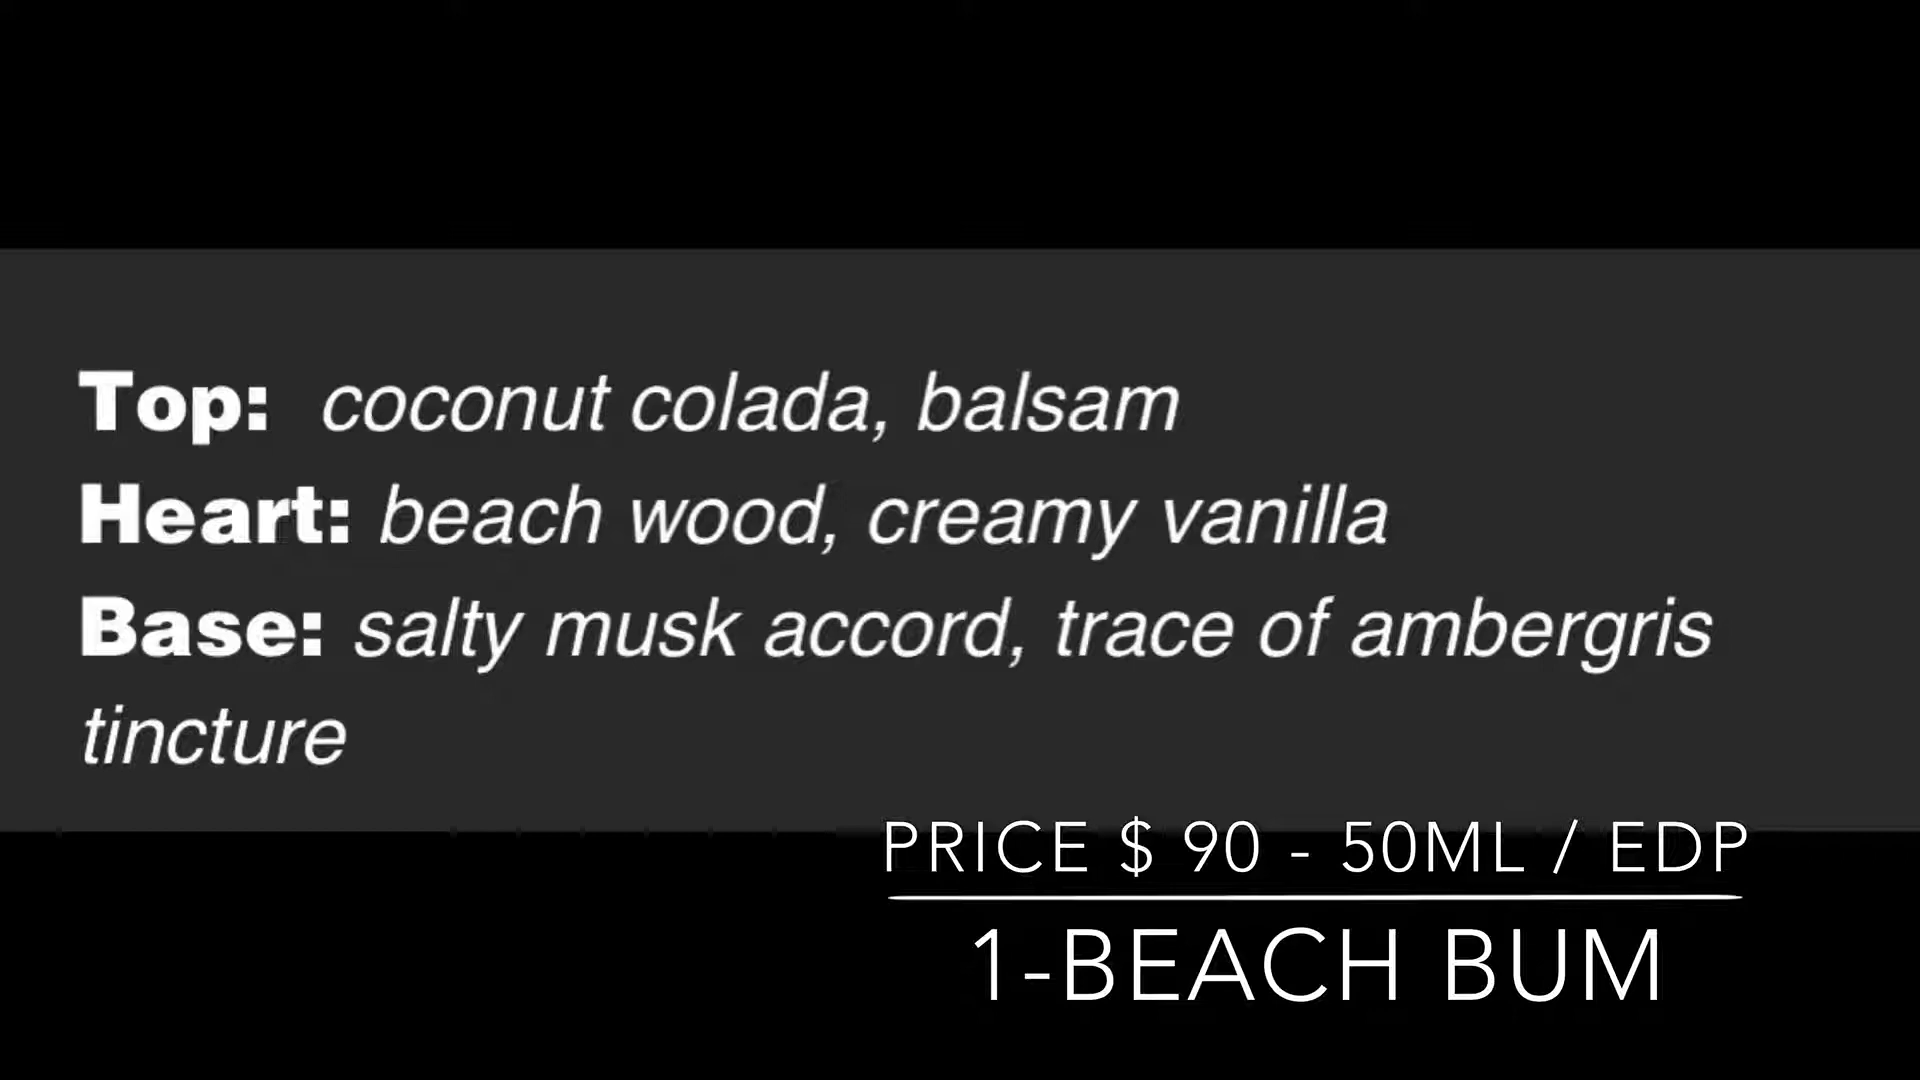 Top: coconut colada, balsam
Heart: beach wood, creamy vanilla
Base: salty musk accord, trace of ambergris
tincture
PRICE $ 90 - 50ML / EDP
1-BEACH BUM